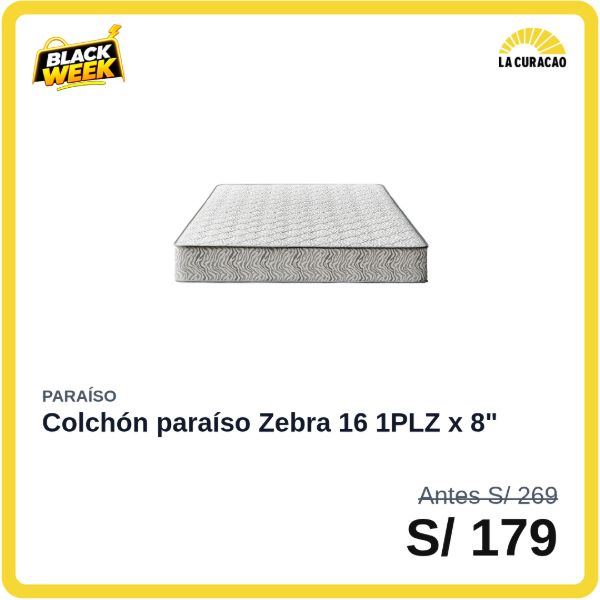 BLACK
WEEK
LA CURACAO
PARAÍSO
Colchón paraíso Zebra 16 1PLZ x 8"
Antes S/ 269
S/ 179